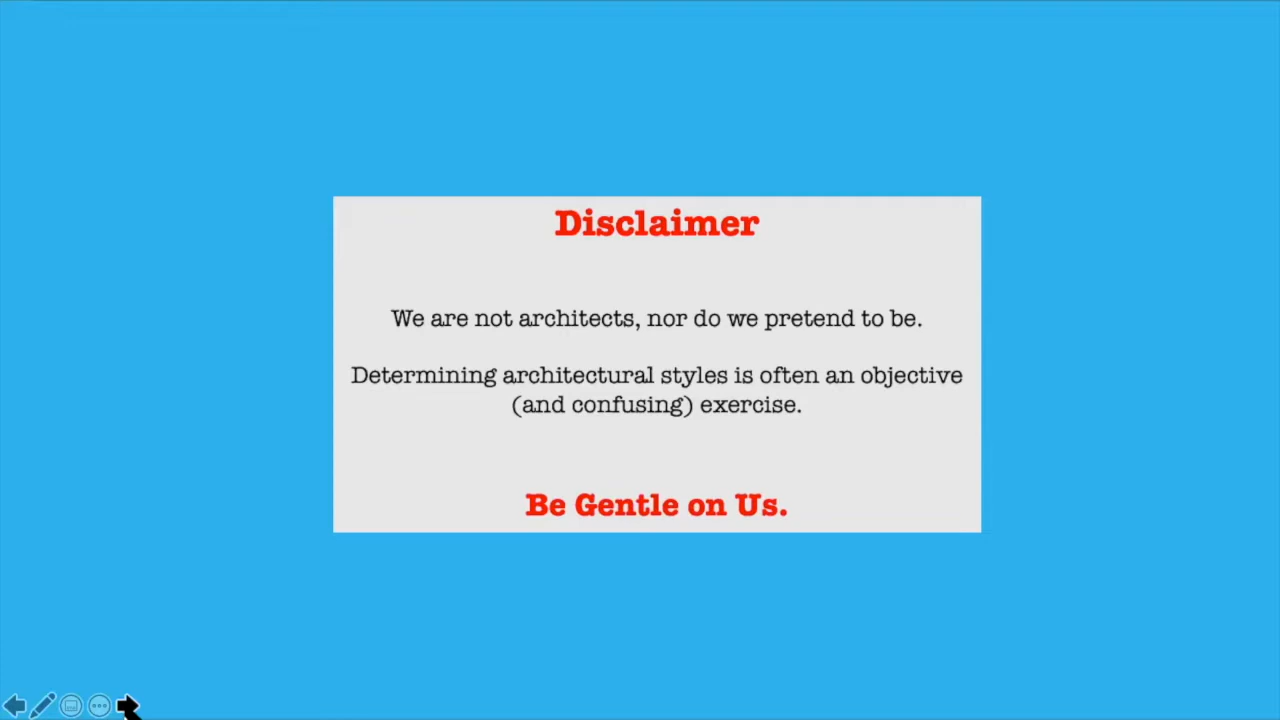 Disclaimer
We are not architects, nor do we pretend to be.
Determining architectural styles is often an objective
(and confusing) exercise.
Be Gentle on Us.